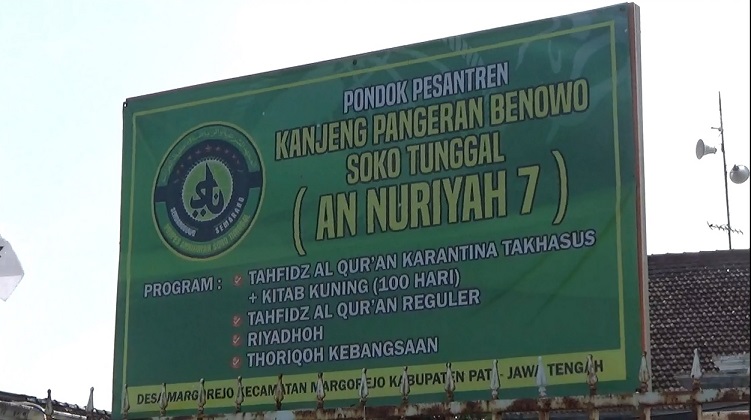 PONDOK PESANTREN
KANJENG PANGERAN BENOWO
SOKO TUNGGAL
( AN NURIYAH 7 )
PROGRAM : TAHFIDZ AL QUR'AN KARANTINA TAKHASUS
+ KITAB KUNING (100 HARI)
TAHFIDZ AL QUR'AN REGULER
RIYADHOH
THORIQOH KEBANGSAAN
DESA MARGOREJO KECAMATAN MARGOREJO KABUPATEN PATI - JAWA TENGAH